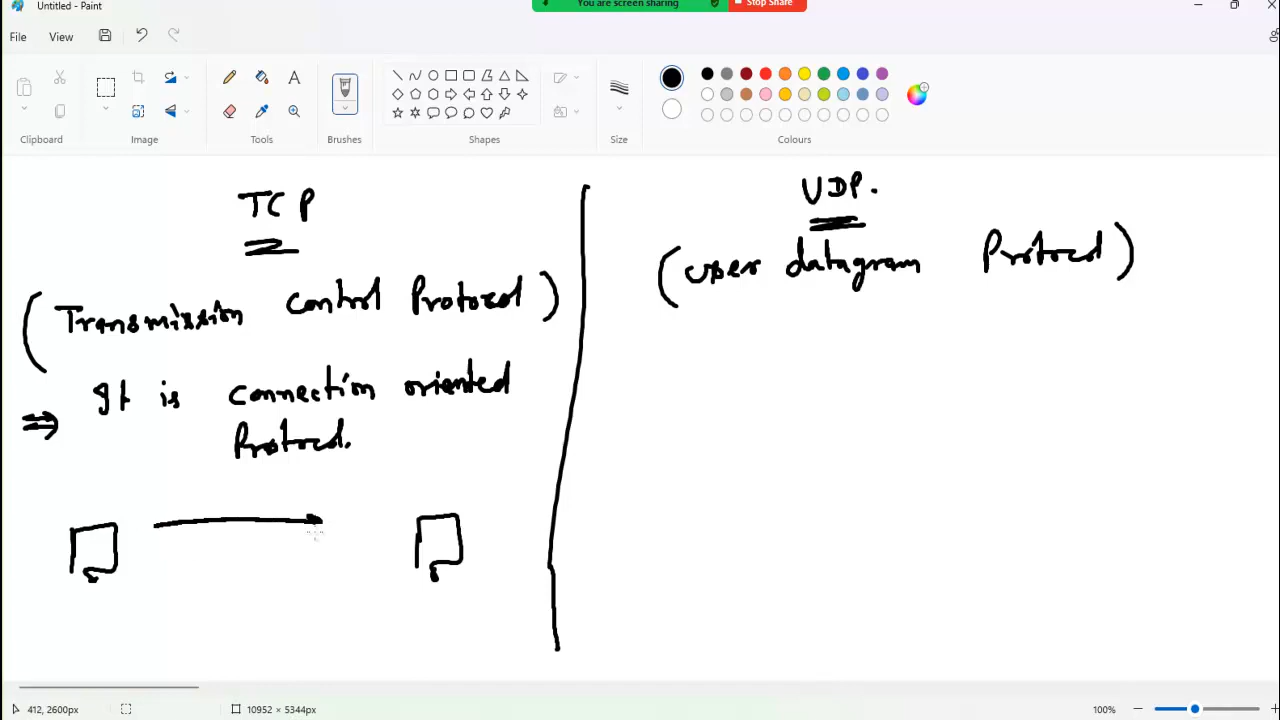 Untitled - Paint
You are screen sharing
Stop Share
File
View
Clipboard
Image
Tools
Brushes
Shapes
Size
Colours
TCP
(Transmission control Protocol)
⇒ It is connection oriented
Protocol.
UDP.
(user datagram Protocol)
412, 2600px
10952 × 5344px
100%